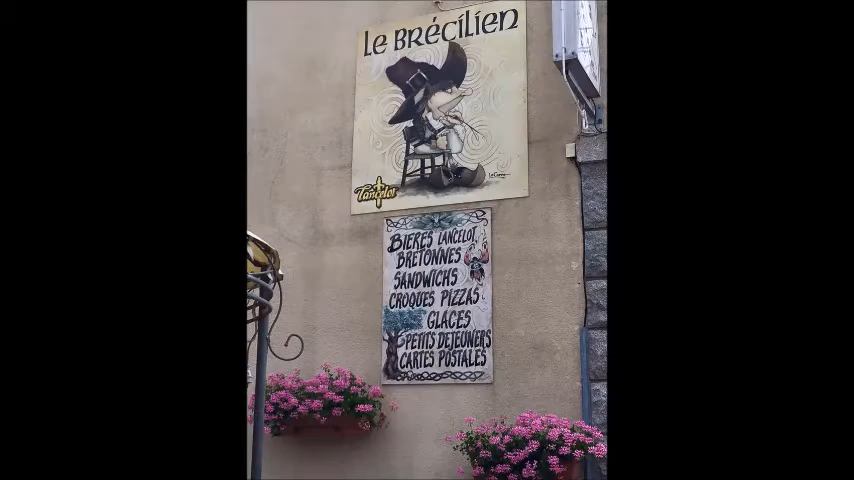 Le Brécilien
Lancelot
BIERES LANCELOT
BRETONNES
SANDWICHS
CROQUES PIZZAS
GLACES
PETITS DEJEUNERS
CARTES POSTALES